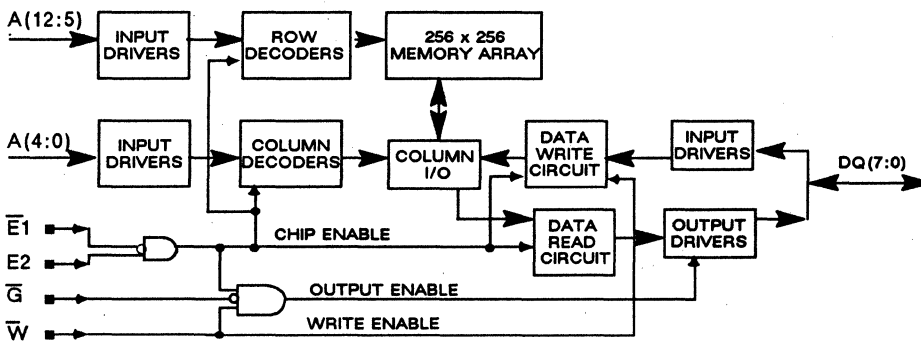 A(12:5)
INPUT
DRIVERS
ROW
DECODERS
256 x 256
MEMORY ARRAY
A(4:0)
INPUT
DRIVERS
COLUMN
DECODERS
COLUMN
I/O
DATA
WRITE
CIRCUIT
INPUT
DRIVERS
DQ(7:0)
E̅1
E2
CHIP ENABLE
DATA
READ
CIRCUIT
OUTPUT
DRIVERS
G̅
OUTPUT ENABLE
W̅
WRITE ENABLE